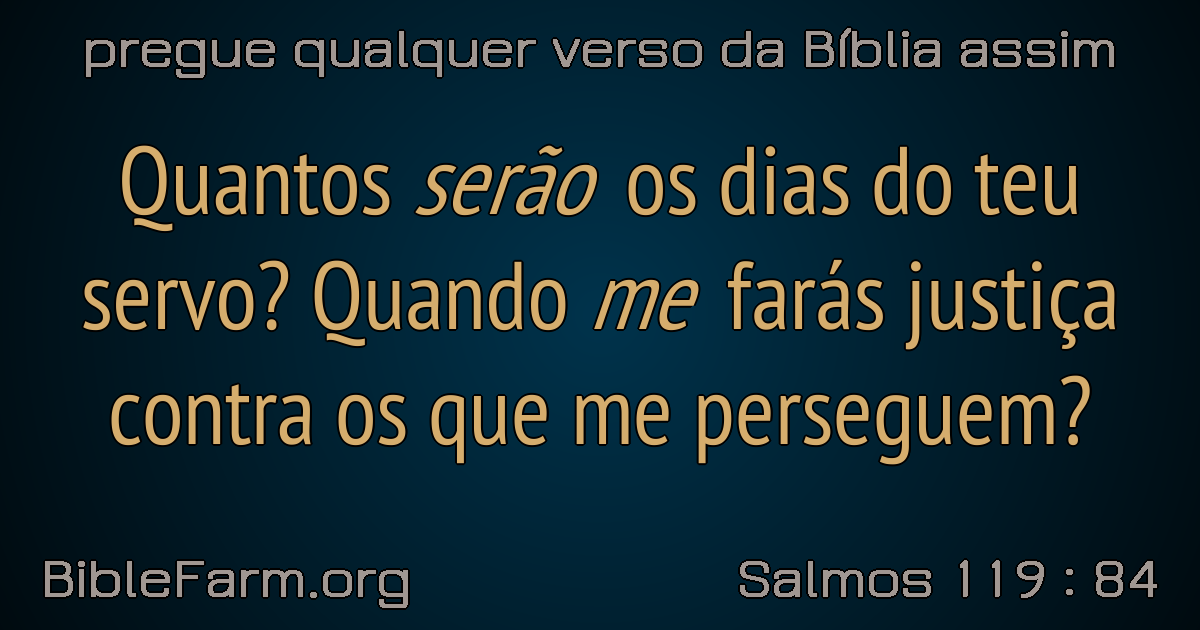 pregue qualquer verso da Bíblia assim
Quantos serão os dias do teu
servo? Quando me farás justiça
contra os que me perseguem?
BibleFarm.org
Salmos 119 : 84